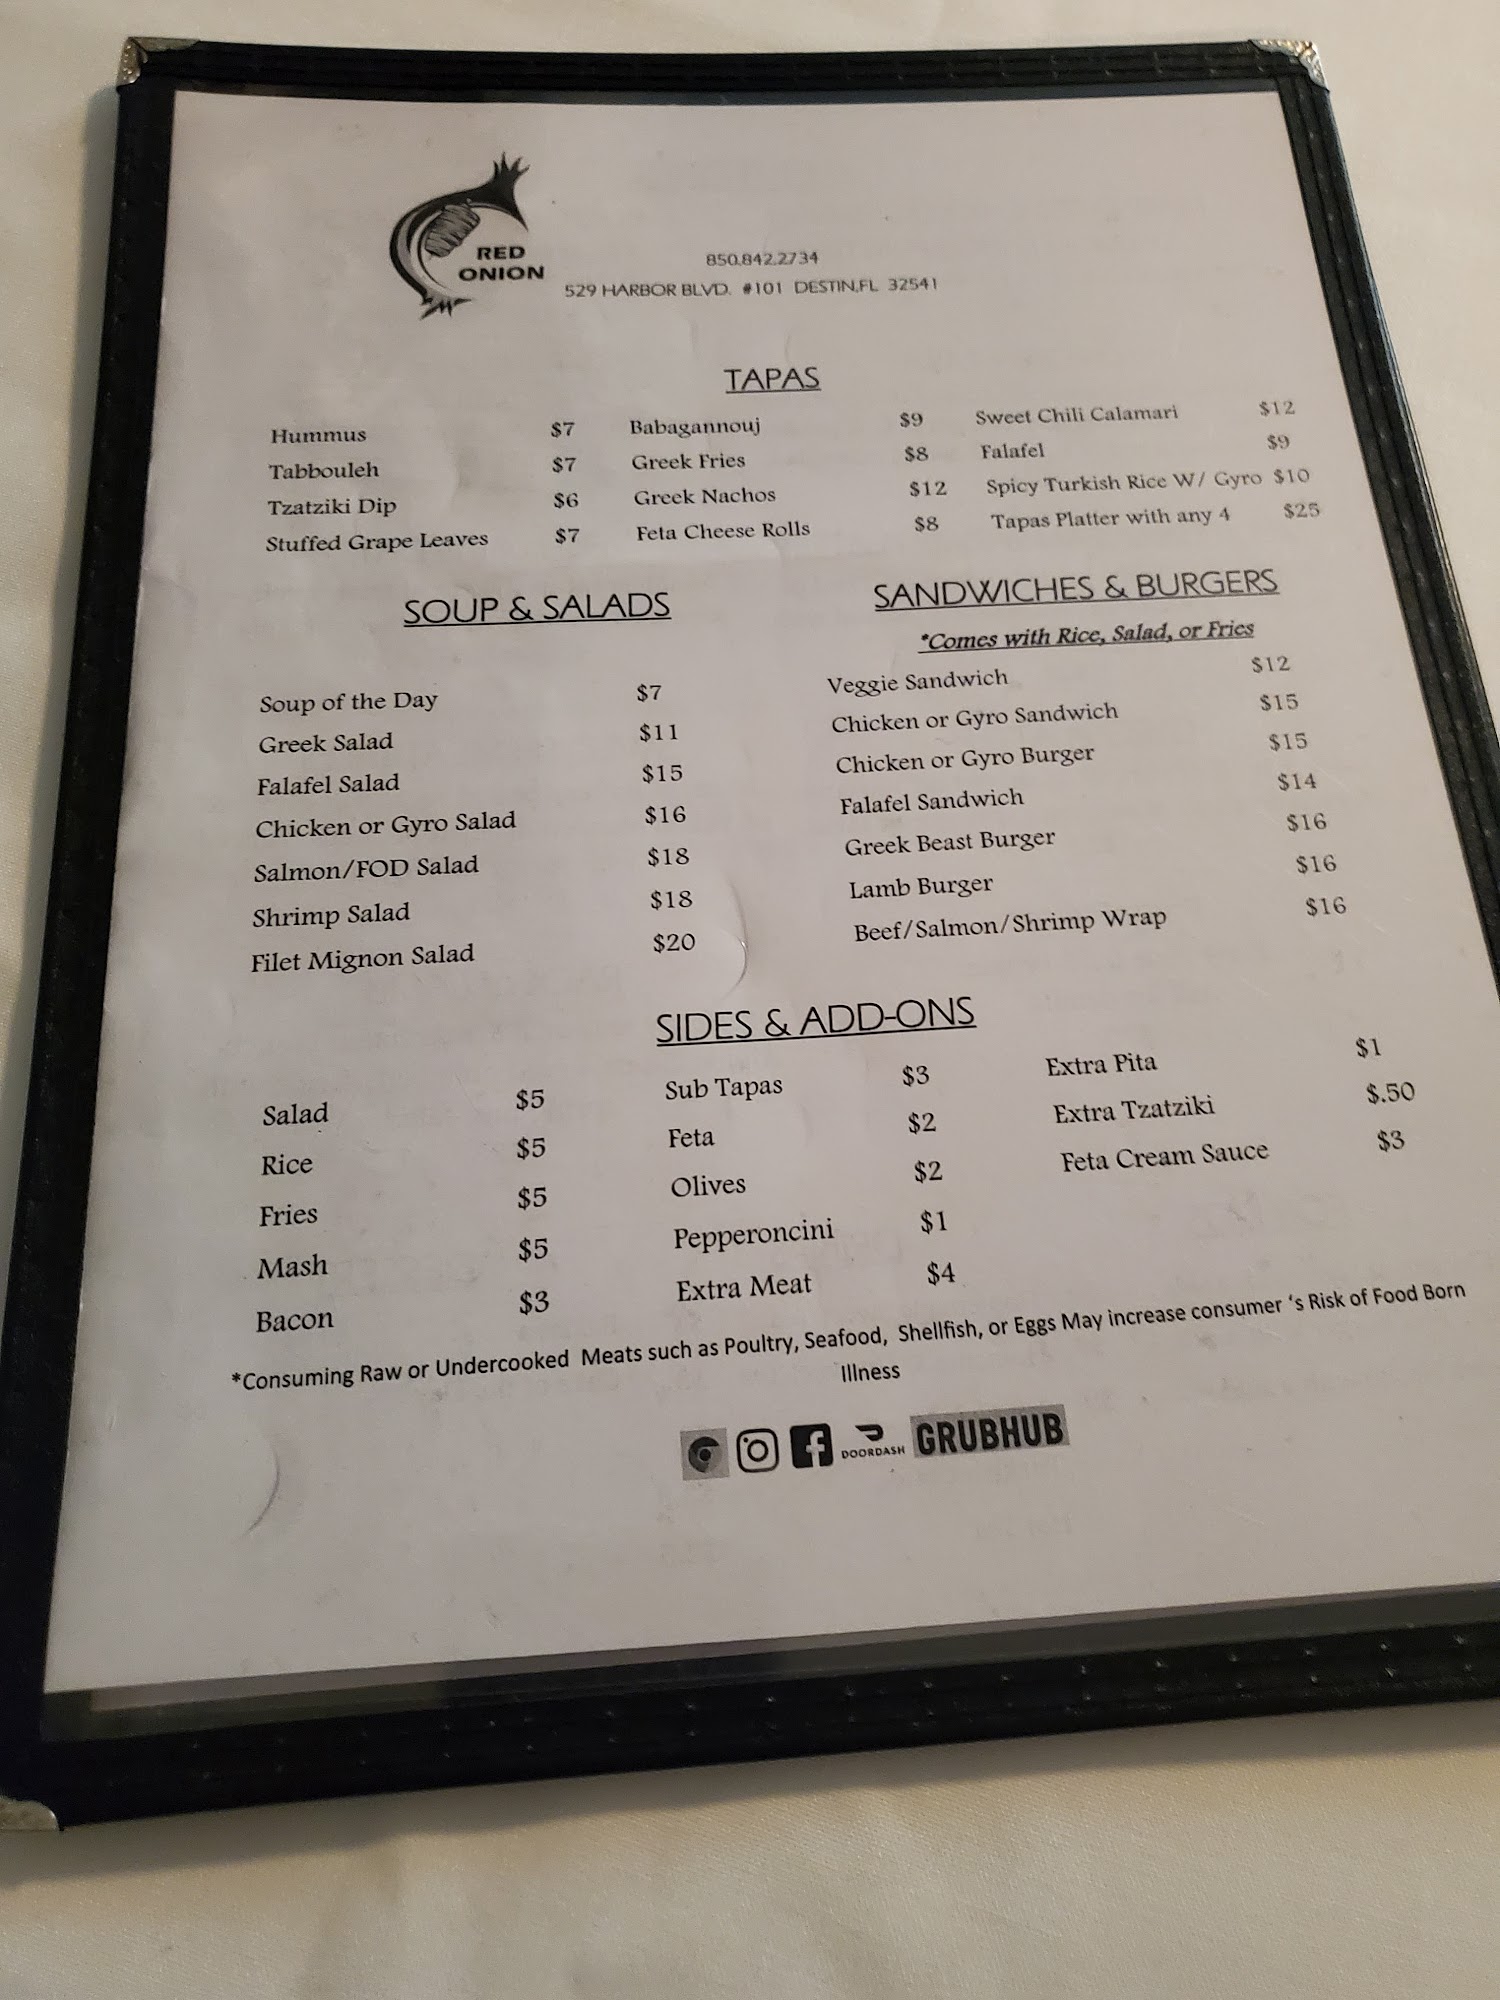 RED
ONION
850.842.2734
529 HARBOR BLVD. #101 DESTIN,FL 32541
TAPAS
Hummus $7 Babagannouj $9 Sweet Chili Calamari $12
Tabbouleh $7 Greek Fries $8 Falafel $9
Tzatziki Dip $6 Greek Nachos $12 Spicy Turkish Rice W/ Gyro $10
Stuffed Grape Leaves $7 Feta Cheese Rolls $8 Tapas Platter with any 4 $25
SOUP & SALADS
Soup of the Day $7
Greek Salad $11
Falafel Salad $15
Chicken or Gyro Salad $16
Salmon/FOD Salad $18
Shrimp Salad $18
Filet Mignon Salad $20
SANDWICHES & BURGERS
*Comes with Rice, Salad, or Fries
Veggie Sandwich $12
Chicken or Gyro Sandwich $15
Chicken or Gyro Burger $15
Falafel Sandwich $14
Greek Beast Burger $16
Lamb Burger $16
Beef/Salmon/Shrimp Wrap $16
SIDES & ADD-ONS
Salad $5 Sub Tapas $3 Extra Pita $1
Rice $5 Feta $2 Extra Tzatziki $.50
Fries $5 Olives $2 Feta Cream Sauce $3
Mash $5 Pepperoncini $1
Bacon $3 Extra Meat $4
*Consuming Raw or Undercooked Meats such as Poultry, Seafood, Shellfish, or Eggs May increase consumer 's Risk of Food Born
Illness
DOORDASH GRUBHUB